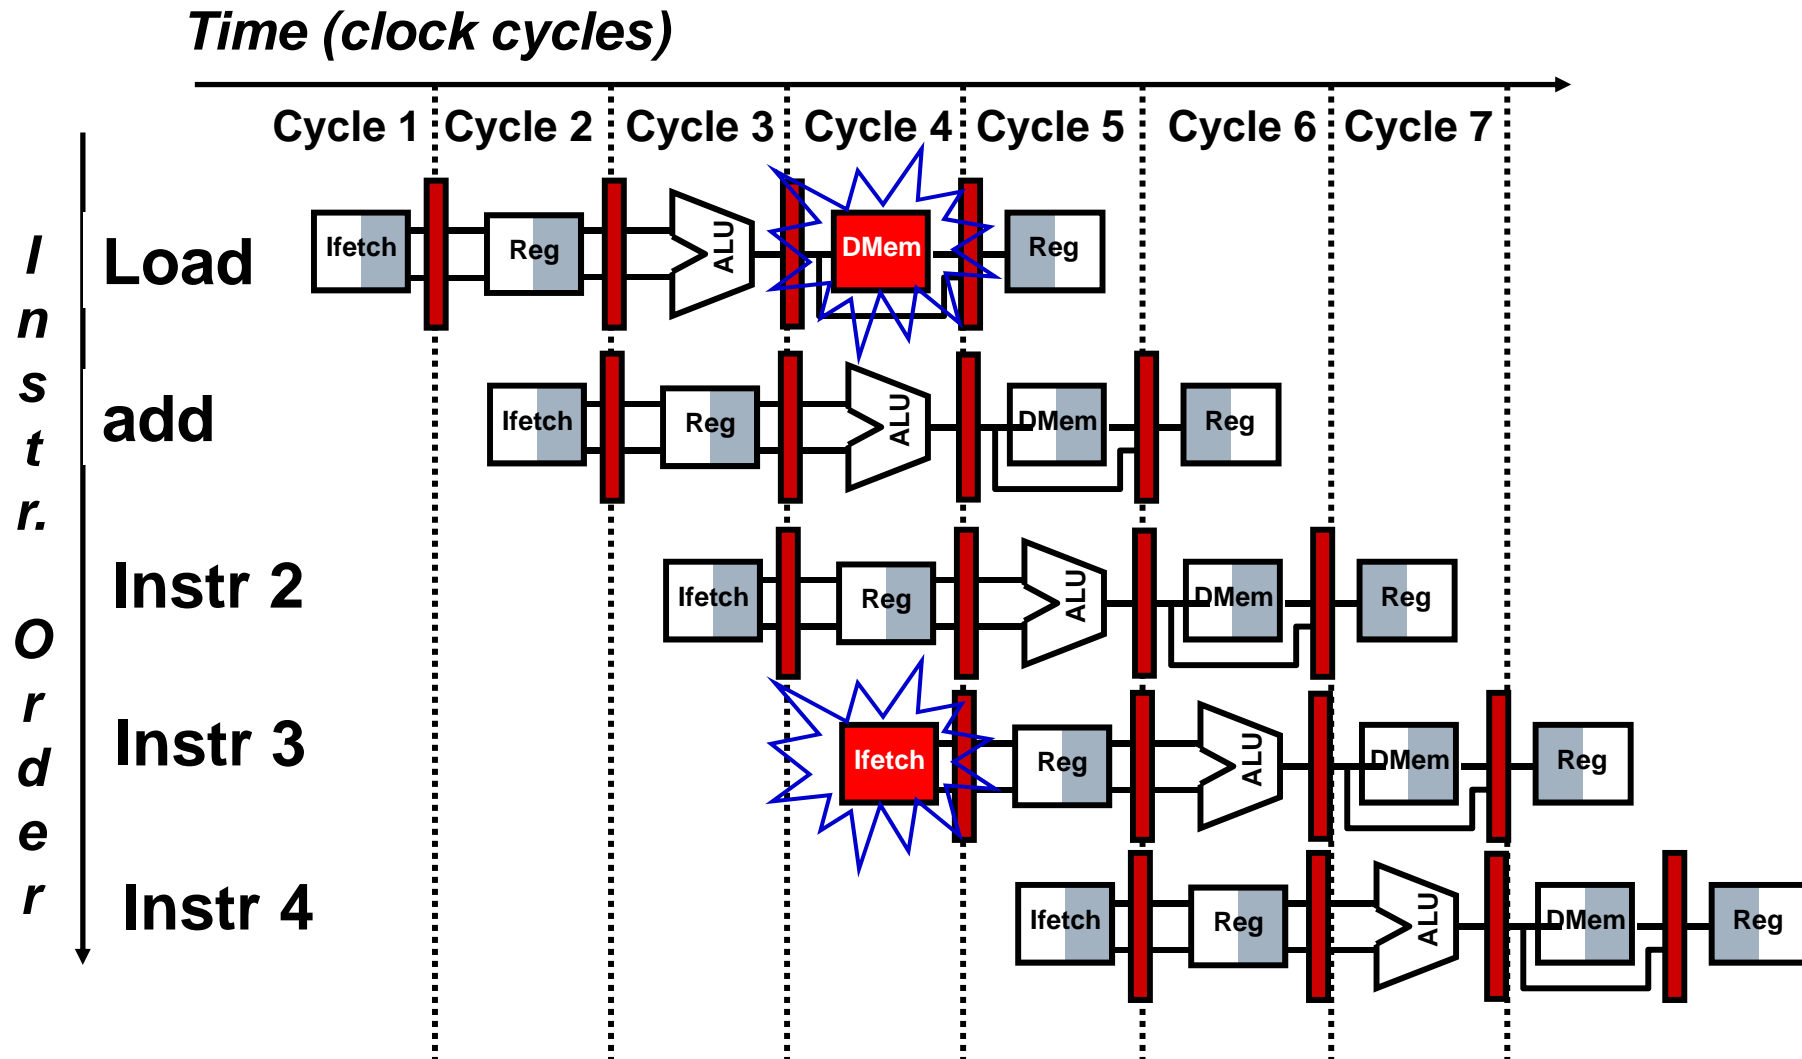 Time (clock cycles)
Cycle 1 Cycle 2 Cycle 3 Cycle 4 Cycle 5 Cycle 6 Cycle 7
Instr. Order
Load Ifetch Reg ALU DMem Reg
add Ifetch Reg ALU DMem Reg
Instr 2 Ifetch Reg ALU DMem Reg
Instr 3 Ifetch Reg ALU DMem Reg
Instr 4 Ifetch Reg ALU DMem Reg